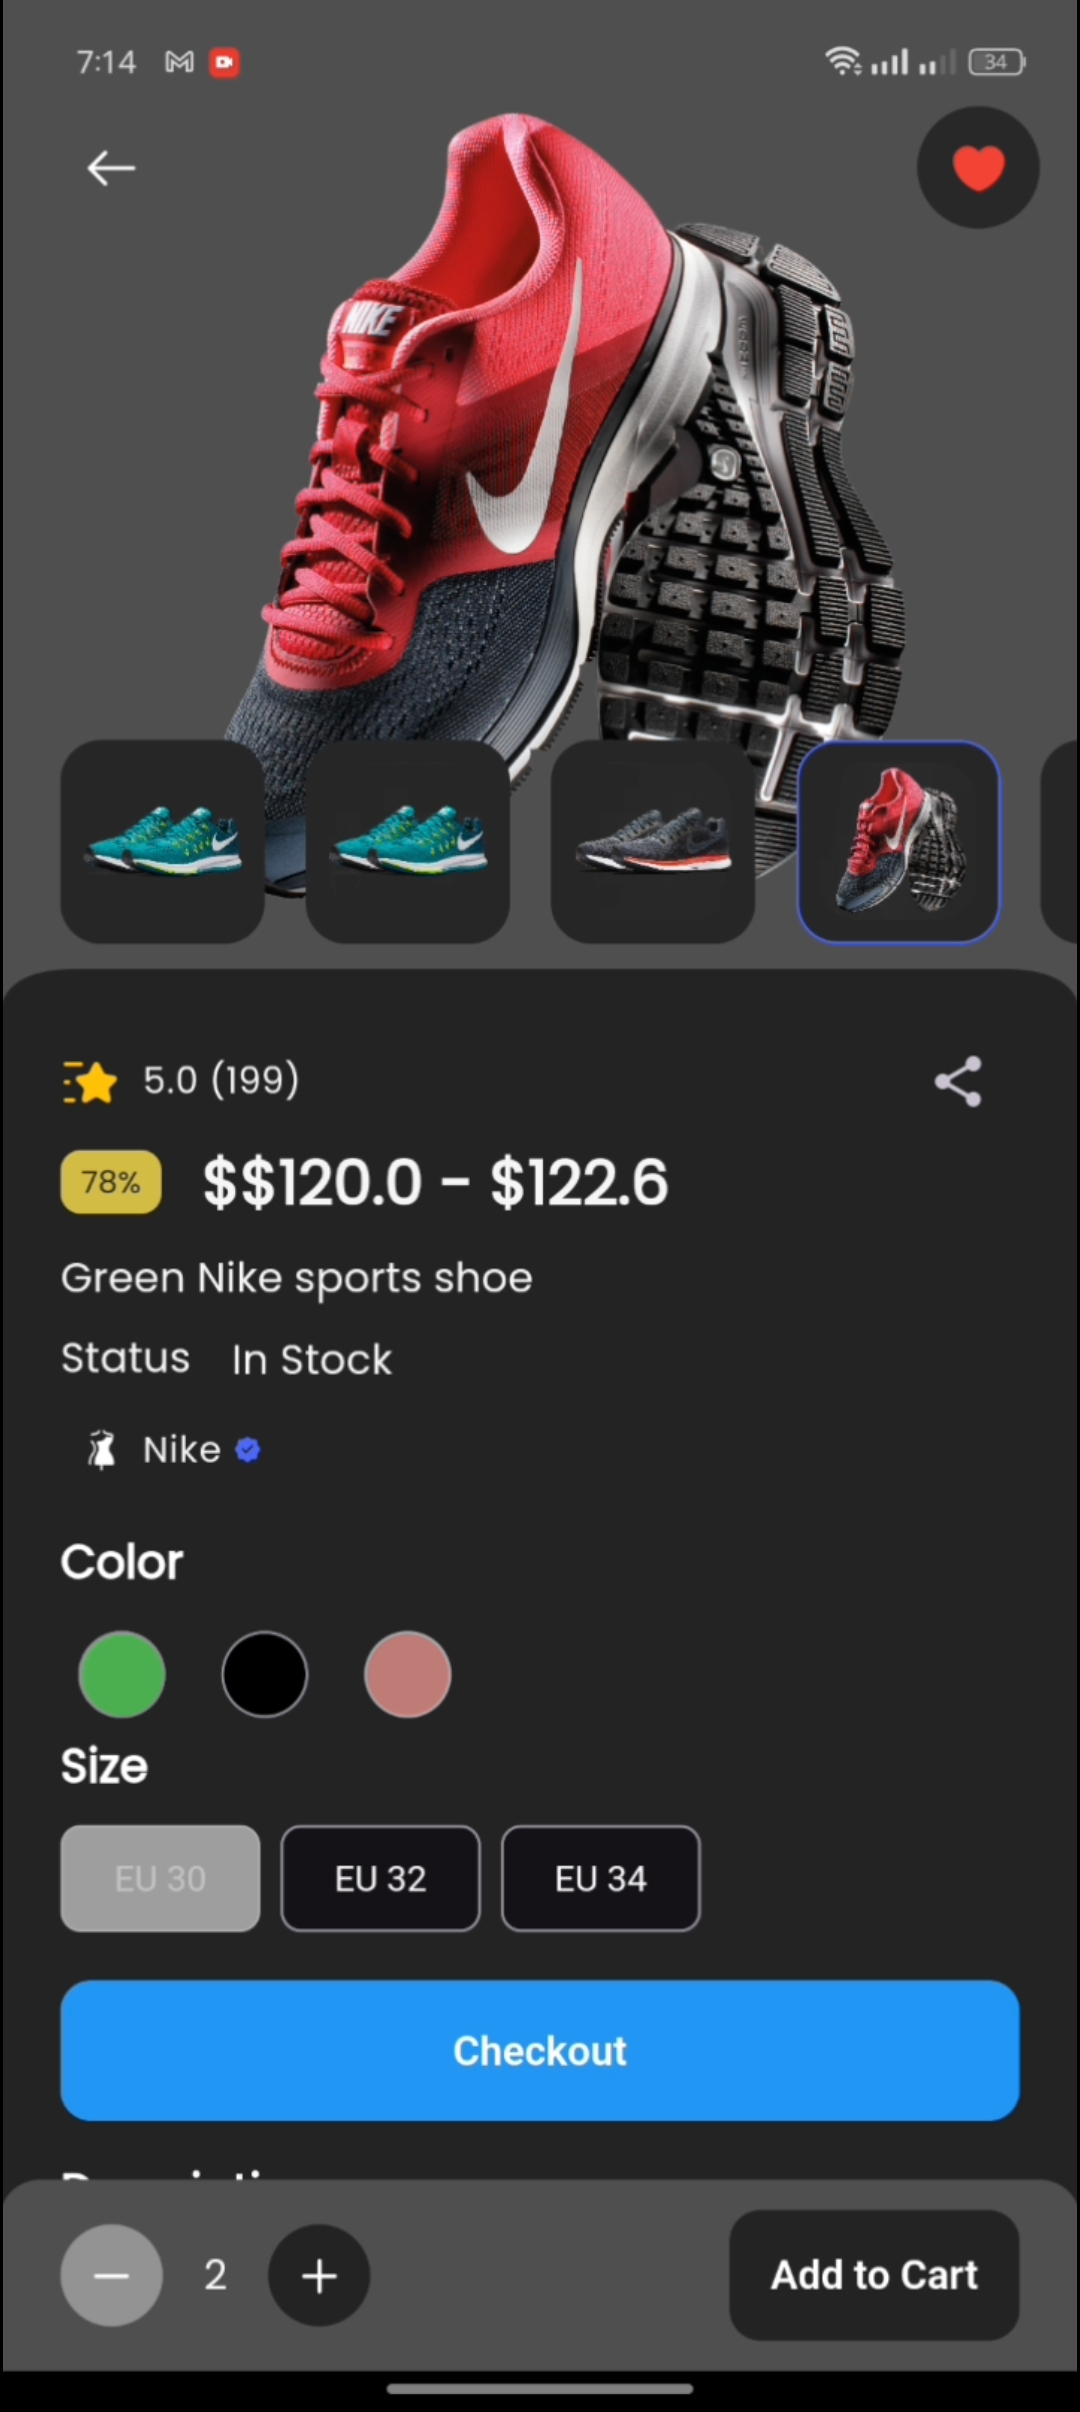 7:14
34
NIKE
5.0 (199)
78% $$120.0 - $122.6
Green Nike sports shoe
Status In Stock
Nike
Color
Size
EU 30 EU 32 EU 34
Checkout
2
Add to Cart